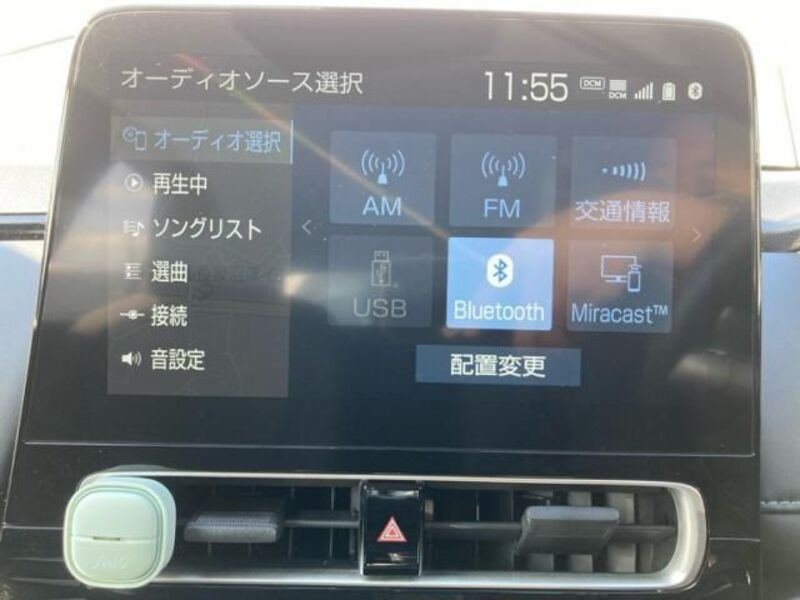 オーディオソース選択
11:55
DCM
DCM
オーディオ選択
再生中
ソングリスト
選曲
接続
音設定
AM
FM
交通情報
USB
Bluetooth
Miracast™
配置変更